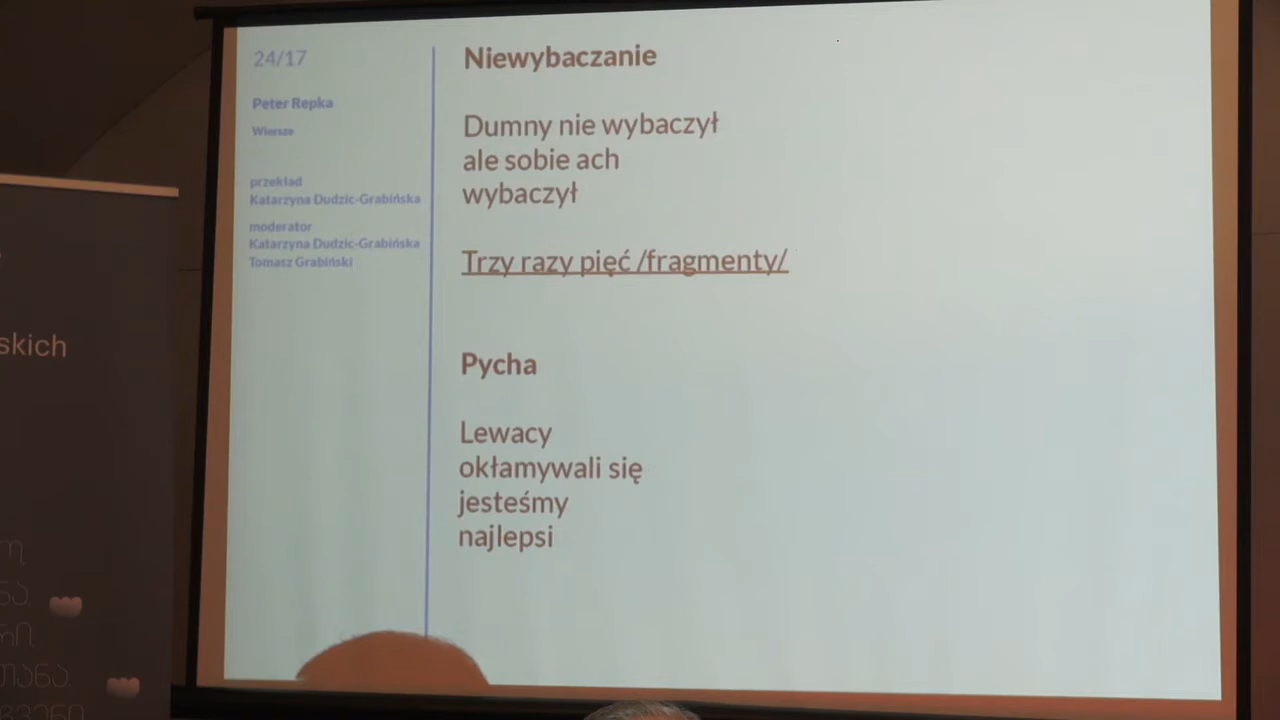 24/17
Peter Repka
Wiersze
przekład
Katarzyna Dudzic-Grabińska
moderator
Katarzyna Dudzic-Grabińska
Tomasz Grabiński
Niewybaczanie
Dumny nie wybaczył
ale sobie ach
wybaczył
Trzy razy pięć /fragmenty/
Pycha
Lewacy
okłamywali się
jesteśmy
najlepsi
skich